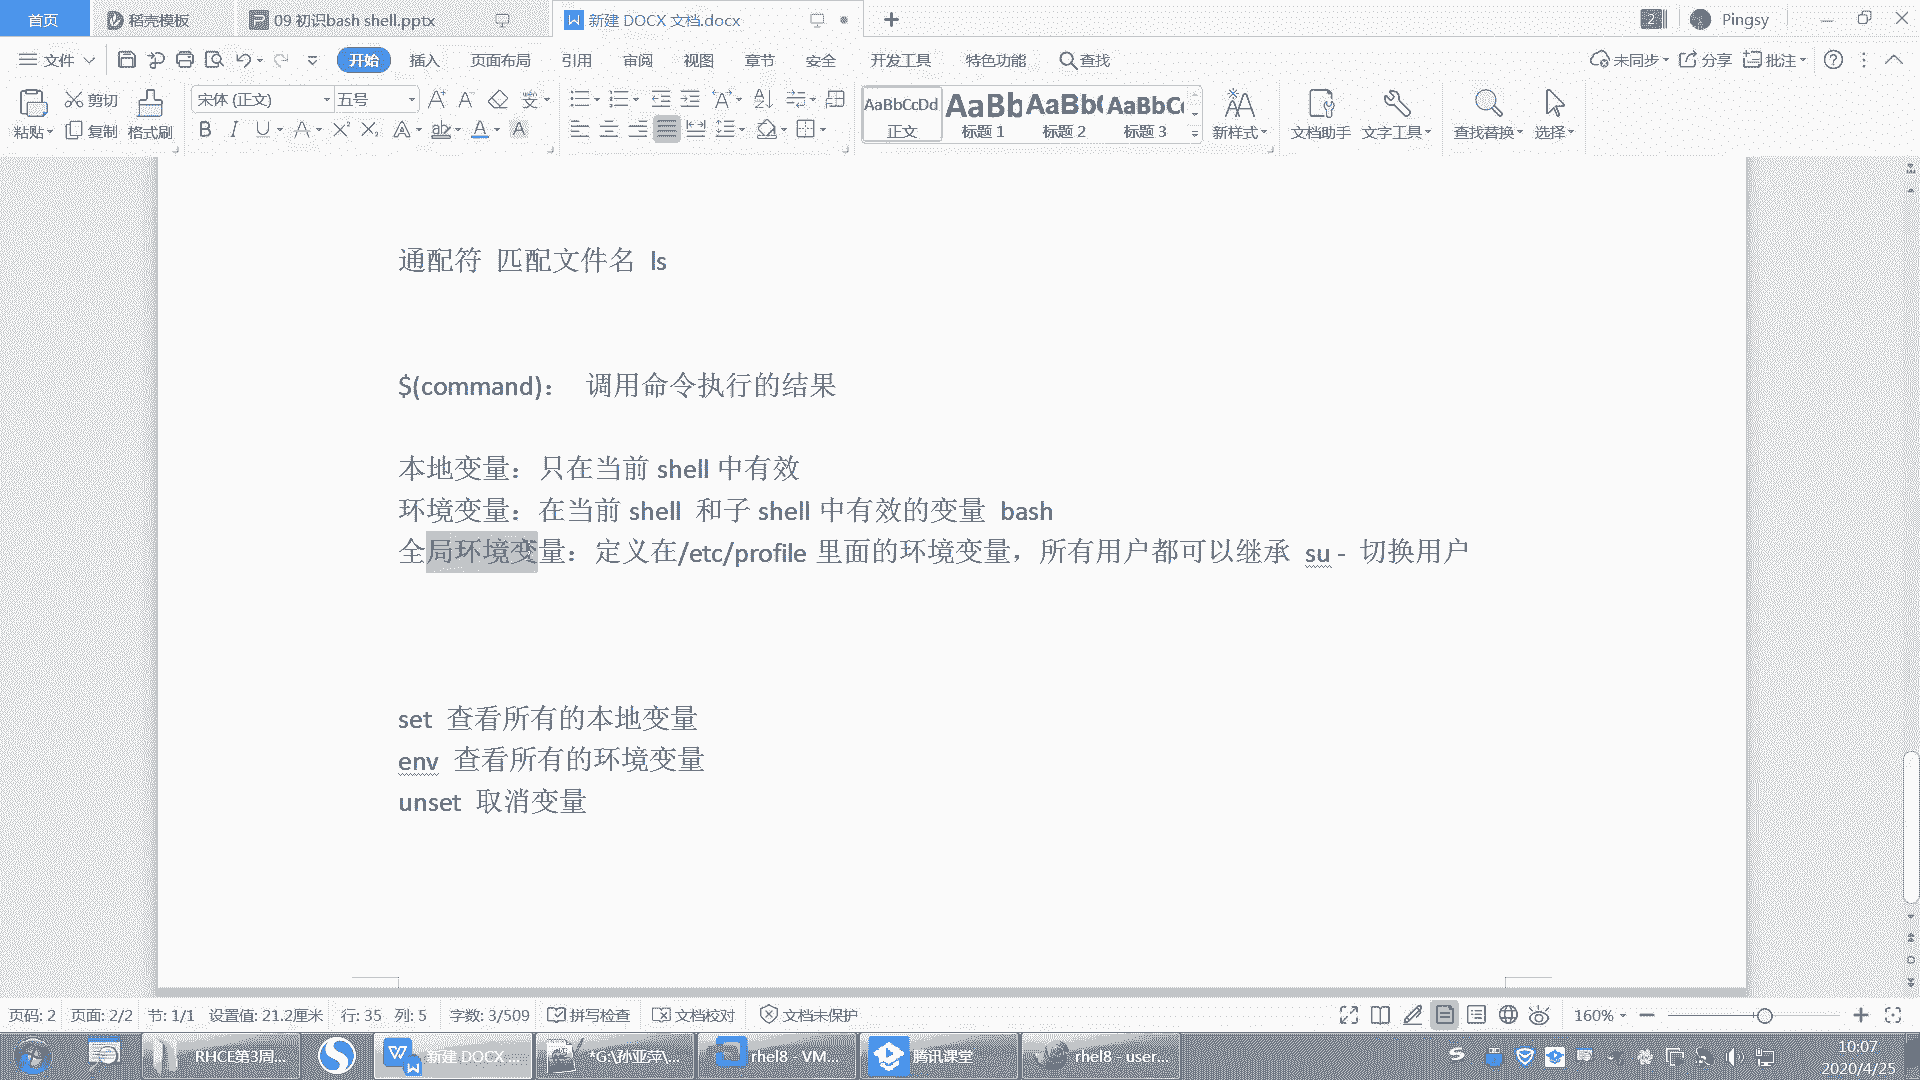 首页 稻壳模板 09 初识bash shell.pptx 新建 DOCX 文档.docx 2 Pingsy
文件 开始 插入 页面布局 引用 审阅 视图 章节 安全 开发工具 特色功能 查找 未同步 分享 批注
粘贴 剪切 复制 格式刷 宋体 (正文) 五号
AaBbCcDd AaBb AaBb( AaBbC(
正文 标题 1 标题 2 标题 3 新样式 文档助手 文字工具 查找替换 选择
通配符 匹配文件名 ls
$(command)： 调用命令执行的结果
本地变量：只在当前 shell 中有效
环境变量：在当前 shell 和子 shell 中有效的变量 bash
全局环境变量：定义在/etc/profile 里面的环境变量，所有用户都可以继承 su - 切换用户
set 查看所有的本地变量
env 查看所有的环境变量
unset 取消变量
页码: 2 页面: 2/2 节: 1/1 设置值: 21.2厘米 行: 35 列: 5 字数: 3/509 拼写检查 文档校对 文档未保护 160%
RHCE第3周... 新建 DOCX ... *G:\孙亚萍\... rhel8 - VM... 腾讯课堂 rhel8 - user...
10:07
2020/4/25